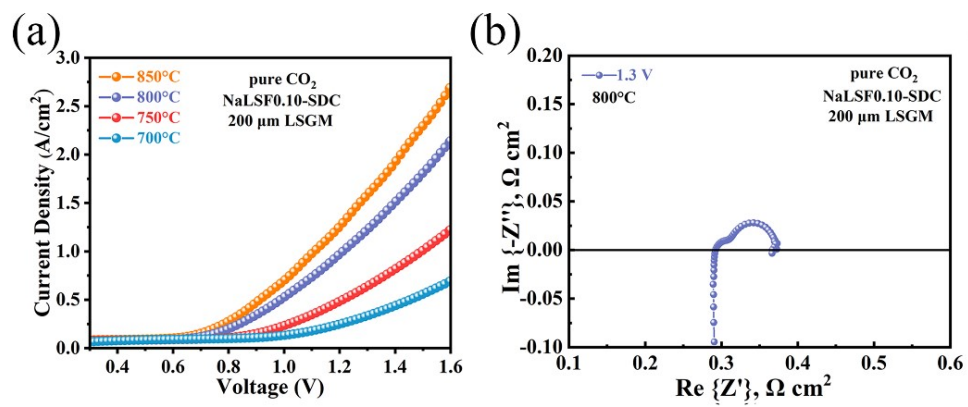 (a)
3.0
2.5
2.0
1.5
1.0
0.5
0.0
Current Density (A/cm²)
850°C
800°C
750°C
700°C
pure CO₂
NaLSF0.10-SDC
200 μm LSGM
0.4 0.6 0.8 1.0 1.2 1.4 1.6
Voltage (V)
(b)
0.20
0.15
0.10
0.05
0.00
-0.05
-0.10
Im {-Z''}, Ω cm²
1.3 V
800°C
pure CO₂
NaLSF0.10-SDC
200 μm LSGM
0.1 0.2 0.3 0.4 0.5 0.6
Re {Z'}, Ω cm²